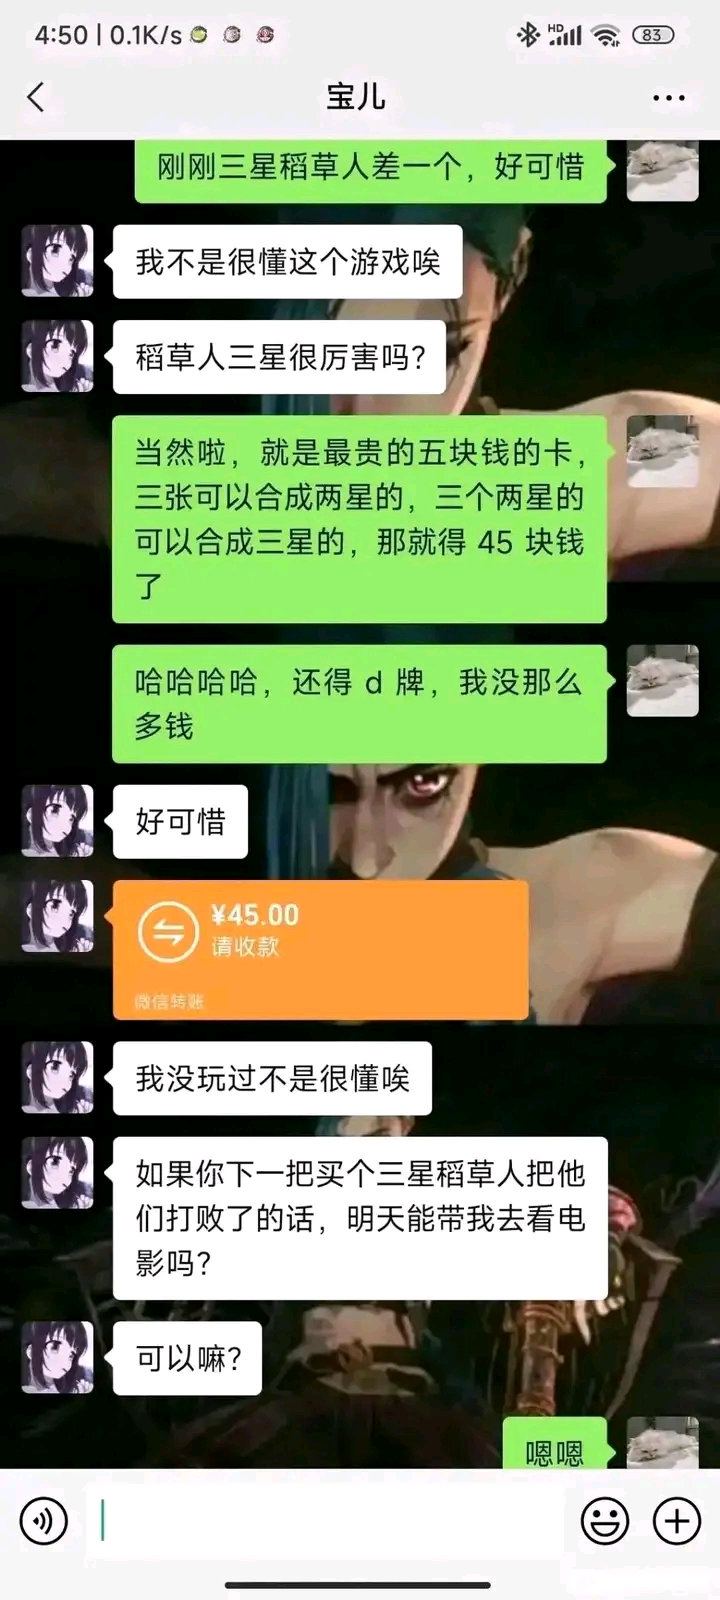 4:50 | 0.1K/s
HD
83
宝儿
刚刚三星稻草人差一个，好可惜
我不是很懂这个游戏唉
稻草人三星很厉害吗？
当然啦，就是最贵的五块钱的卡，
三张可以合成两星的，三个两星的
可以合成三星的，那就得 45 块钱
了
哈哈哈哈，还得 d 牌，我没那么
多钱
好可惜
¥45.00
请收款
微信转账
我没玩过不是很懂唉
如果你下一把买个三星稻草人把他
们打败了的话，明天能带我去看电
影吗？
可以嘛？
嗯嗯